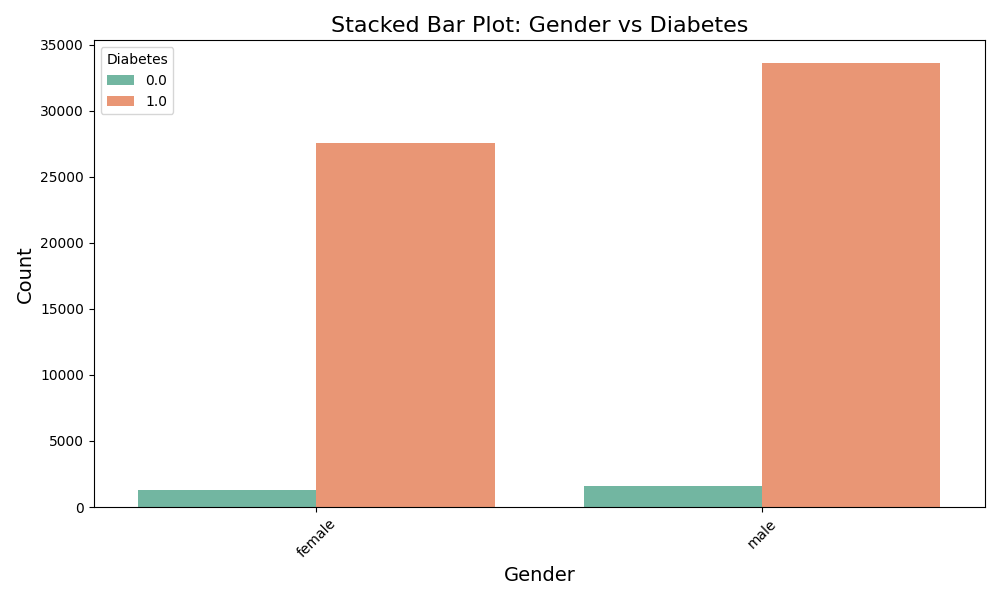 Stacked Bar Plot: Gender vs Diabetes
Diabetes
0.0
1.0
35000
30000
25000
20000
15000
10000
5000
0
Count
female
male
Gender